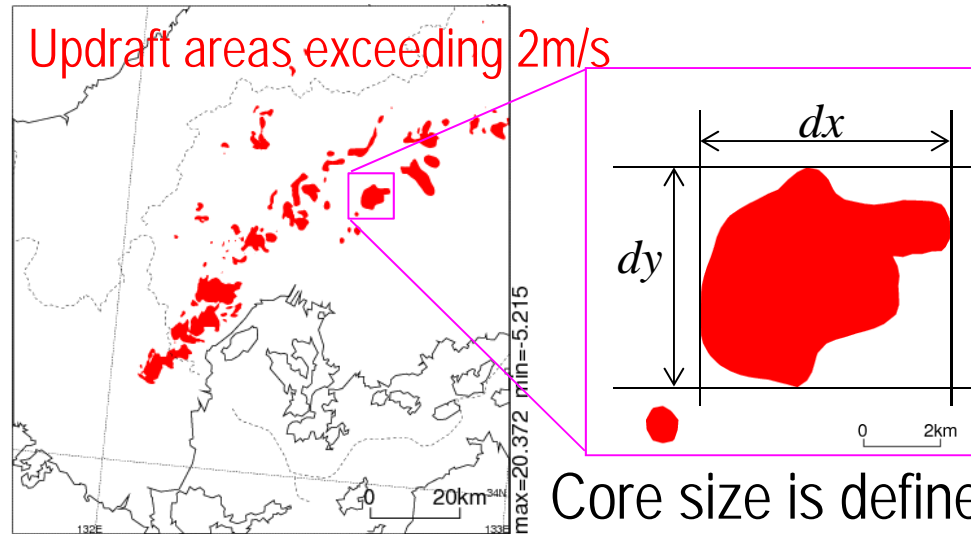 Updraft areas exceeding 2m/s
dx
dy
max=20.372 min=-5.215
0 2km
0 20km
34N
132E
133E
Core size is define